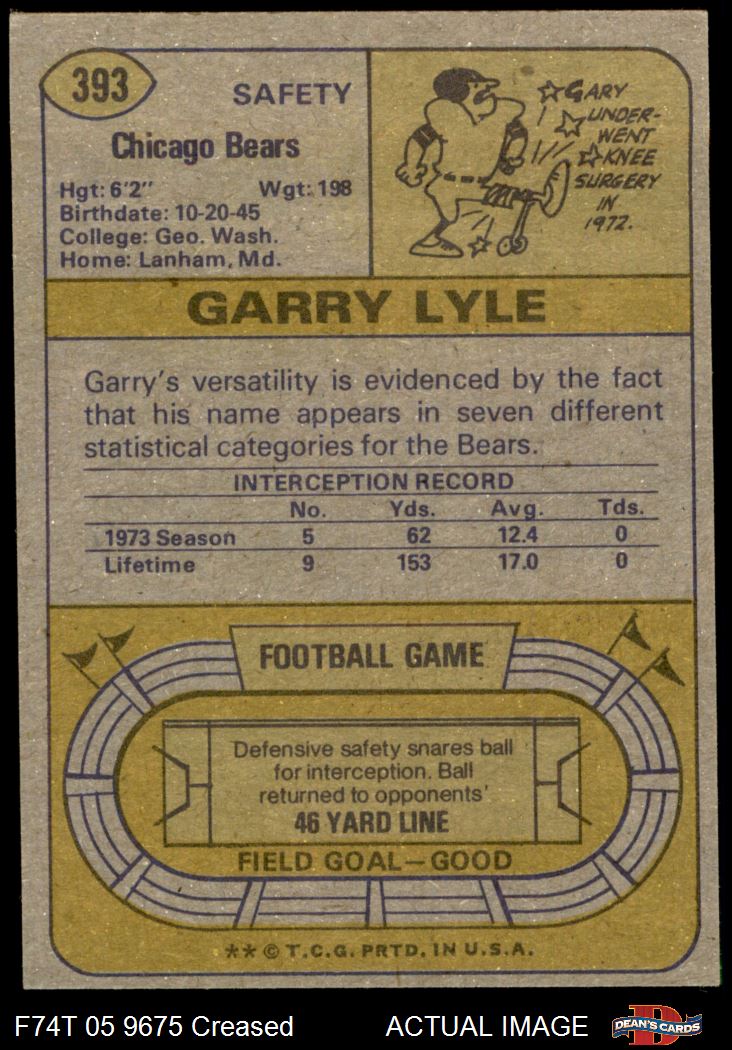 393
SAFETY
Chicago Bears
Hgt: 6'2" Wgt: 198
Birthdate: 10-20-45
College: Geo. Wash.
Home: Lanham, Md.
GARY
UNDER-
WENT
KNEE
SURGERY
IN
1972.
GARRY LYLE
Garry's versatility is evidenced by the fact
that his name appears in seven different
statistical categories for the Bears.
INTERCEPTION RECORD
No. Yds. Avg. Tds.
1973 Season 5 62 12.4 0
Lifetime 9 153 17.0 0
FOOTBALL GAME
Defensive safety snares ball
for interception. Ball
returned to opponents'
46 YARD LINE
FIELD GOAL—GOOD
** © T.C.G. PRTD. IN U.S.A.
F74T 05 9675 Creased ACTUAL IMAGE
D
DEAN'S CARDS